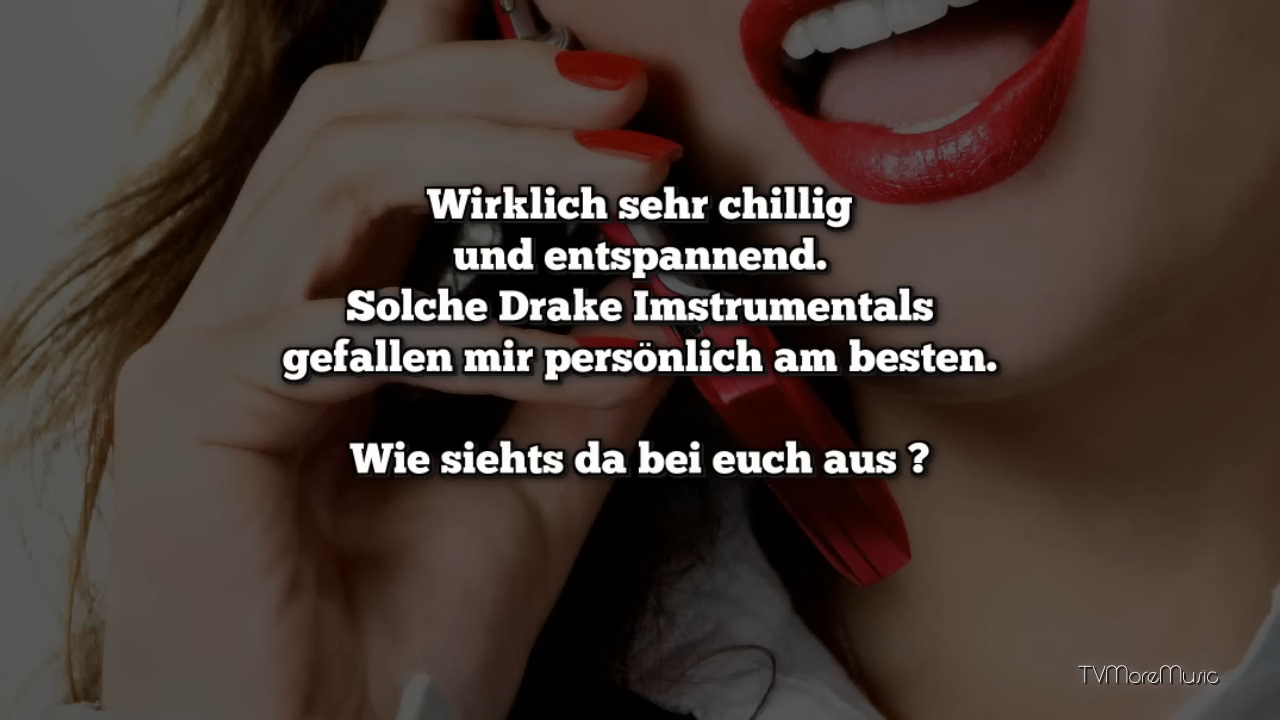 Wirklich sehr chillig
und entspannend.
Solche Drake Imstrumentals
gefallen mir persönlich am besten.
Wie siehts da bei euch aus ?
TVMoreMusic